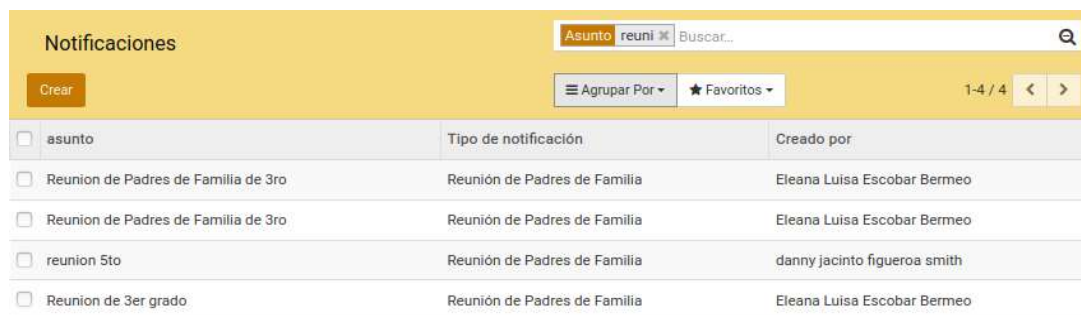 Notificaciones
Asunto reuni Buscar...
Crear
Agrupar Por Favoritos 1-4 / 4
asunto Tipo de notificación Creado por
Reunion de Padres de Familia de 3ro Reunión de Padres de Familia Eleana Luisa Escobar Bermeo
Reunion de Padres de Familia de 3ro Reunión de Padres de Familia Eleana Luisa Escobar Bermeo
reunion 5to Reunión de Padres de Familia danny jacinto figueroa smith
Reunion de 3er grado Reunión de Padres de Familia Eleana Luisa Escobar Bermeo